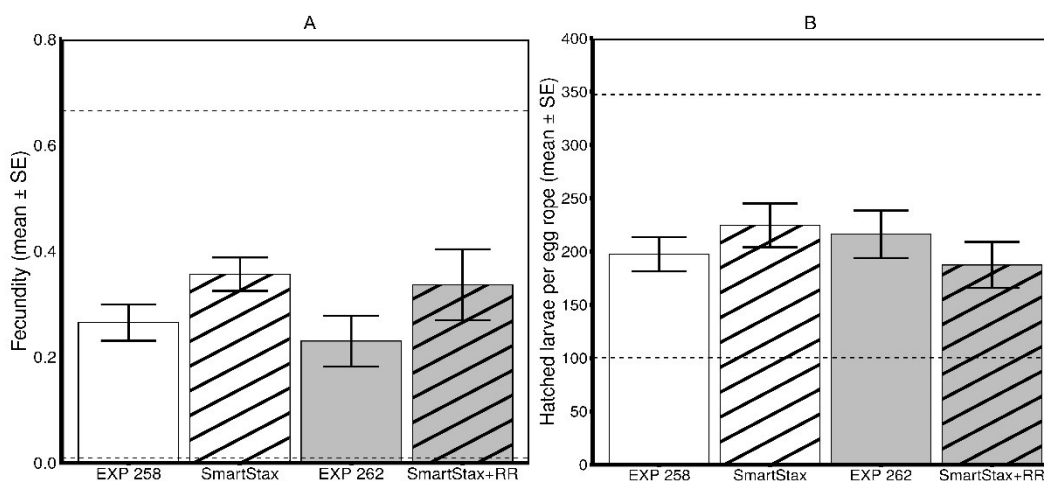 A
Fecundity (mean ± SE)
0.8
0.6
0.4
0.2
0.0
EXP 258 SmartStax EXP 262 SmartStax+RR
B
Hatched larvae per egg rope (mean ± SE)
400
350
300
250
200
150
100
50
0
EXP 258 SmartStax EXP 262 SmartStax+RR